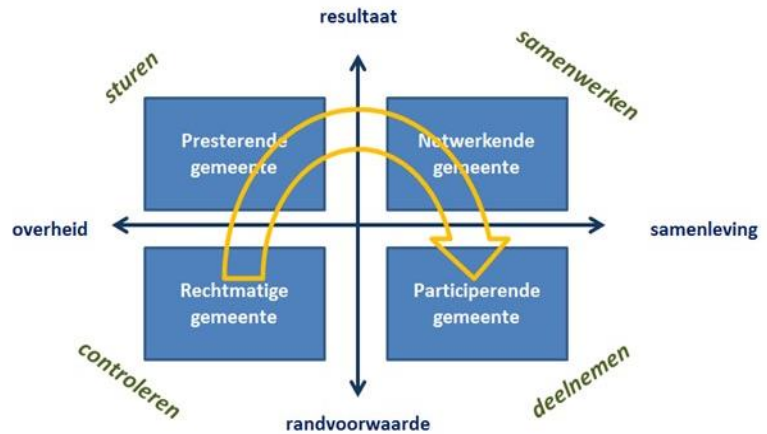 resultaat
sturen
samenwerken
Presterende
gemeente
Netwerkende
gemeente
overheid
samenleving
Rechtmatige
gemeente
Participerende
gemeente
controleren
deelnemen
randvoorwaarde